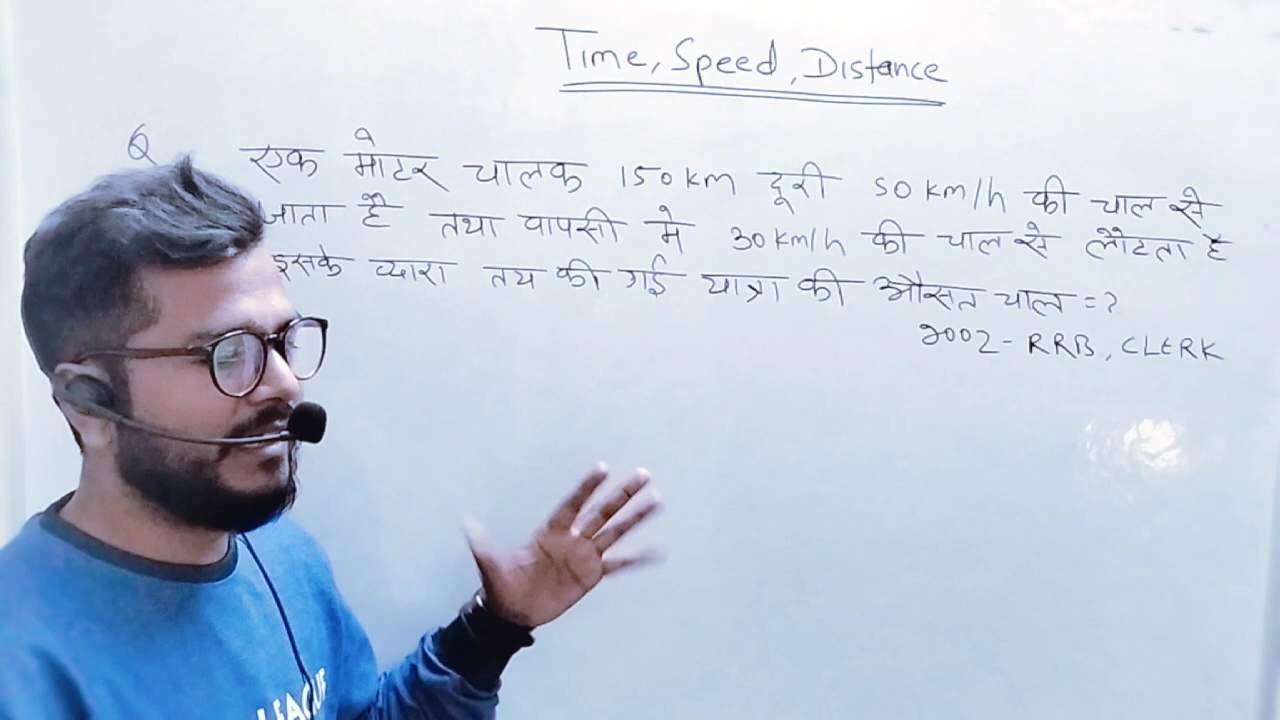 Time, Speed, Distance
Q एक मोटर चालक 150 km दूरी 50 km/h की चाल से
जाता है तथा वापसी मे 30 km/h की चाल से लौटता है
इसके व्दारा तय की गई यात्रा की औसत चाल = ?
2002 - RRB, CLERK
LEAGUE